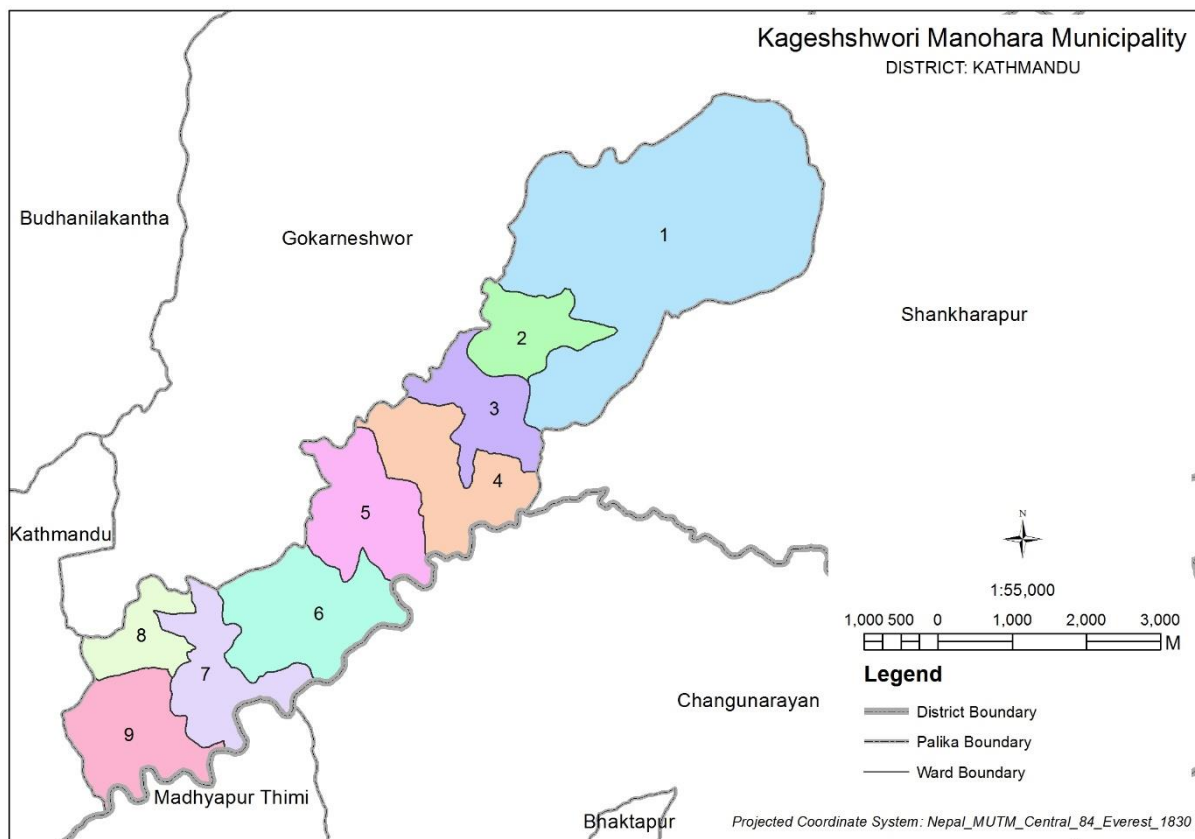 Kageshshwori Manohara Municipality
DISTRICT: KATHMANDU
Budhanilakantha
Gokarneshwor
1
Shankharapur
2
3
4
5
Kathmandu
N
1:55,000
6
1,000 500 0 1,000 2,000 3,000
M
8
7
9
Legend
Changunarayan
District Boundary
Palika Boundary
Ward Boundary
Madhyapur Thimi
Bhaktapur
Projected Coordinate System: Nepal_MUTM_Central_84_Everest_1830